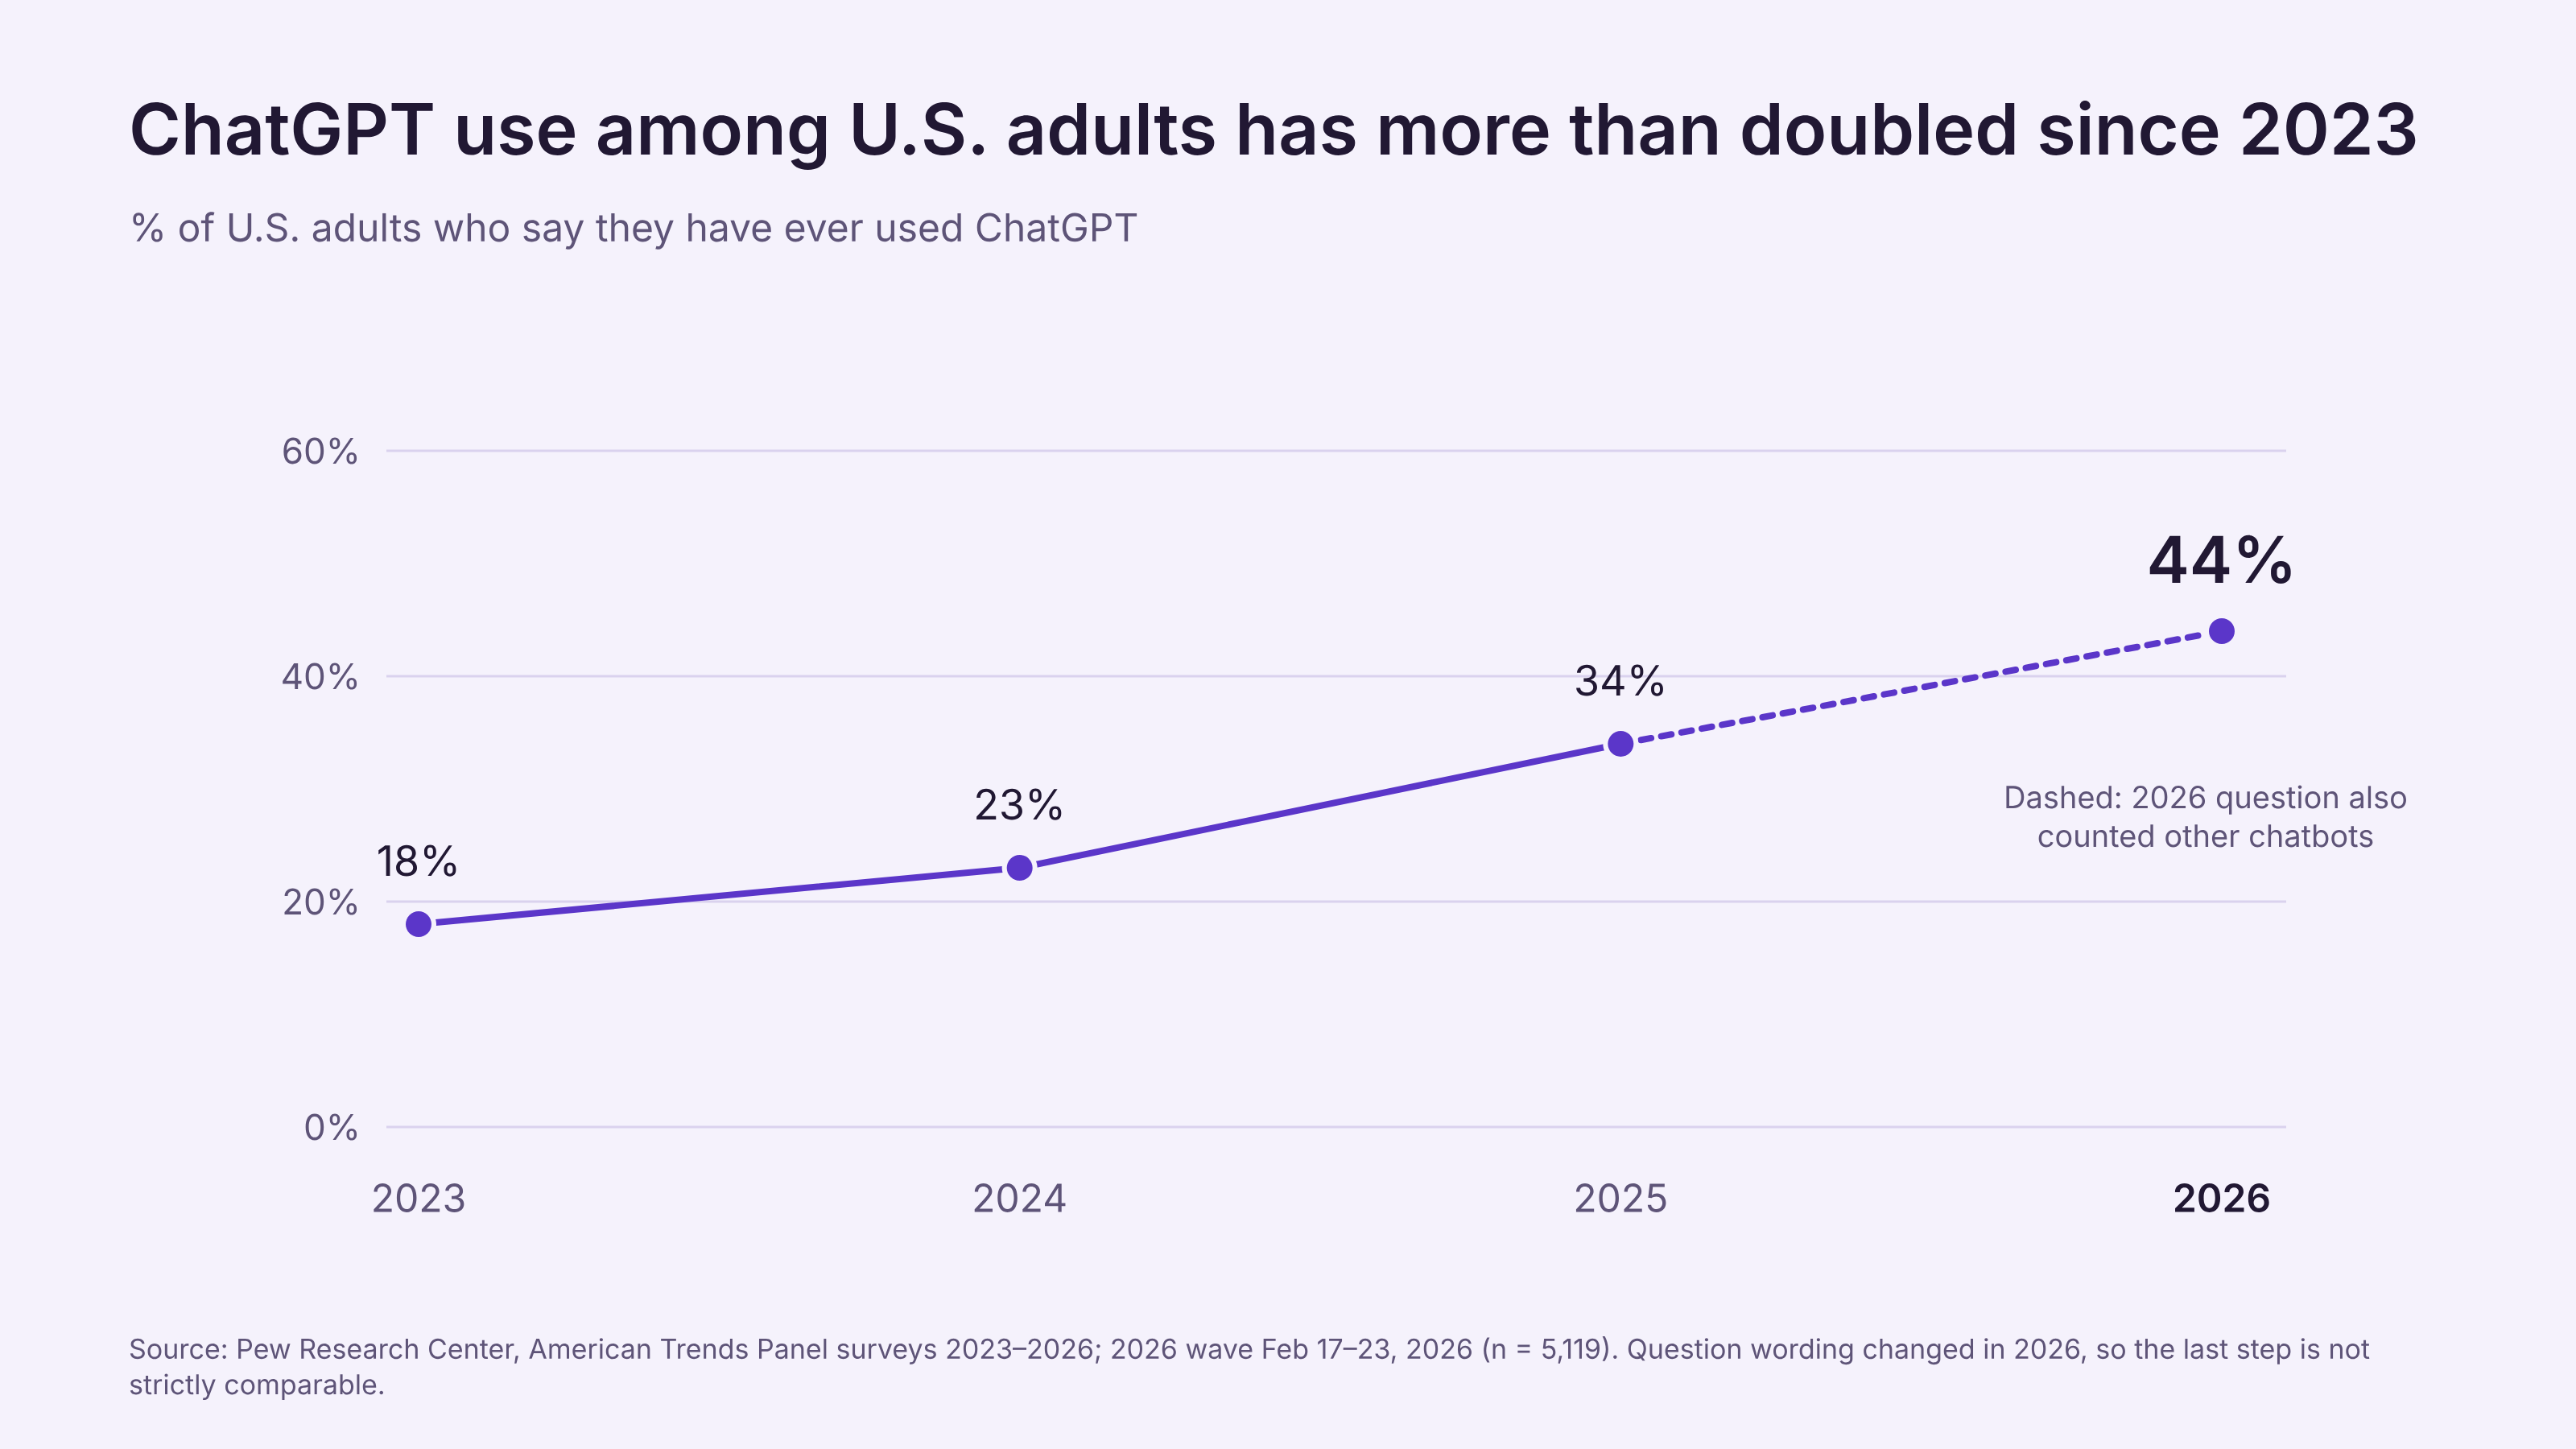 ChatGPT use among U.S. adults has more than doubled since 2023
% of U.S. adults who say they have ever used ChatGPT
60%
44%
40%
34%
Dashed: 2026 question also
counted other chatbots
23%
18%
20%
0%
2023
2024
2025
2026
Source: Pew Research Center, American Trends Panel surveys 2023–2026; 2026 wave Feb 17–23, 2026 (n = 5,119). Question wording changed in 2026, so the last step is not
strictly comparable.